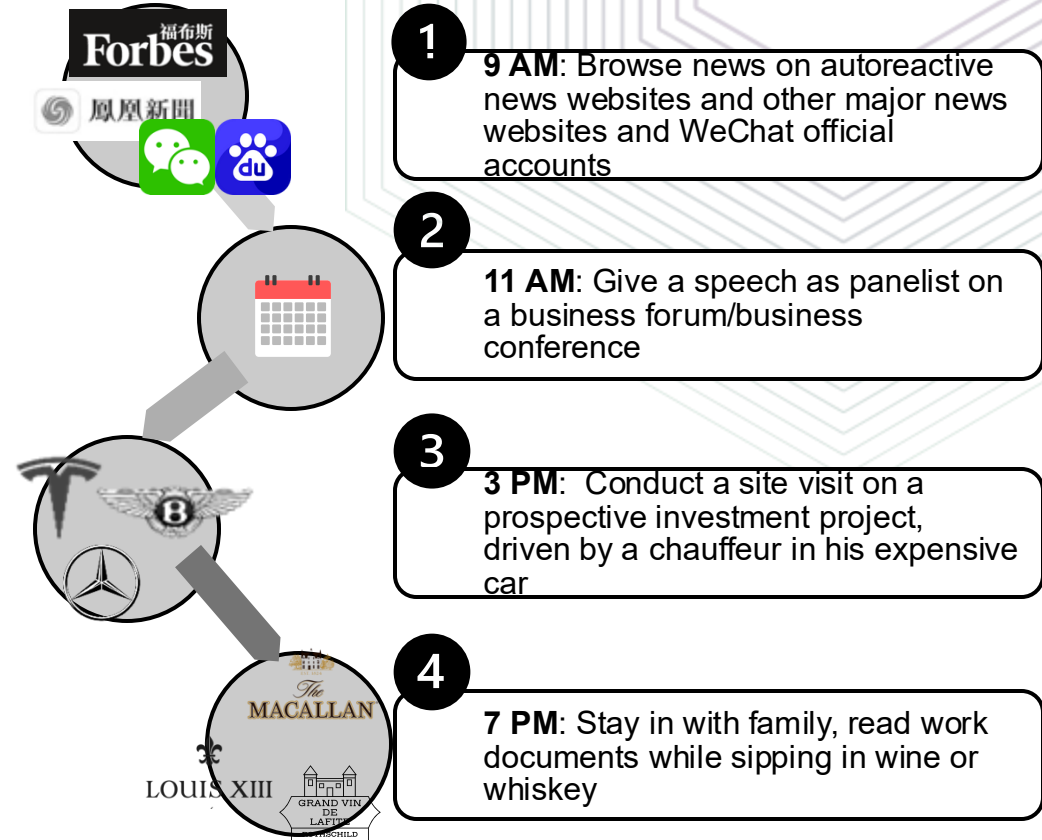 福布斯
Forbes
鳳凰新聞
du
1
9 AM: Browse news on autoreactive
news websites and other major news
websites and WeChat official
accounts
2
11 AM: Give a speech as panelist on
a business forum/business
conference
3
3 PM:  Conduct a site visit on a
prospective investment project,
driven by a chauffeur in his expensive
car
B
4
7 PM: Stay in with family, read work
documents while sipping in wine or
whiskey
The
MACALLAN
LOUIS XIII
GRAND VIN
DE
LAFITE
ROTHSCHILD